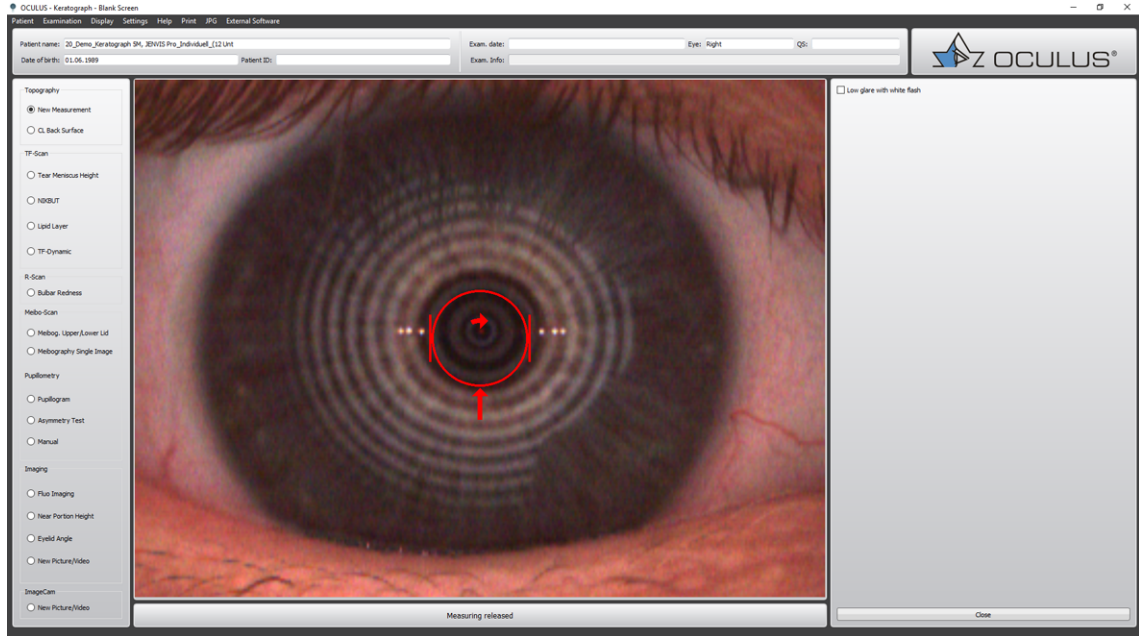 OCULUS - Keratograph - Blank Screen
Patient Examination Display Settings Help Print JPG External Software
Patient name: 20_Demo_Keratograph 5M, JENVIS Pro_Individuell_(12 Unt
Exam. date:
Eye: Right
QS:
Date of birth: 01.06.1989
Patient ID:
Exam. Info:
OCULUS®
Topography
New Measurement
CL Back Surface
TF-Scan
Tear Meniscus Height
NIKBUT
Lipid Layer
TF-Dynamic
R-Scan
Bulbar Redness
Meibo-Scan
Meibog. Upper/Lower Lid
Meibography Single Image
Pupillometry
Pupillogram
Asymmetry Test
Manual
Imaging
Fluo Imaging
Near Portion Height
Eyelid Angle
New Picture/Video
ImageCam
New Picture/Video
Low glare with white flash
Measuring released
Close